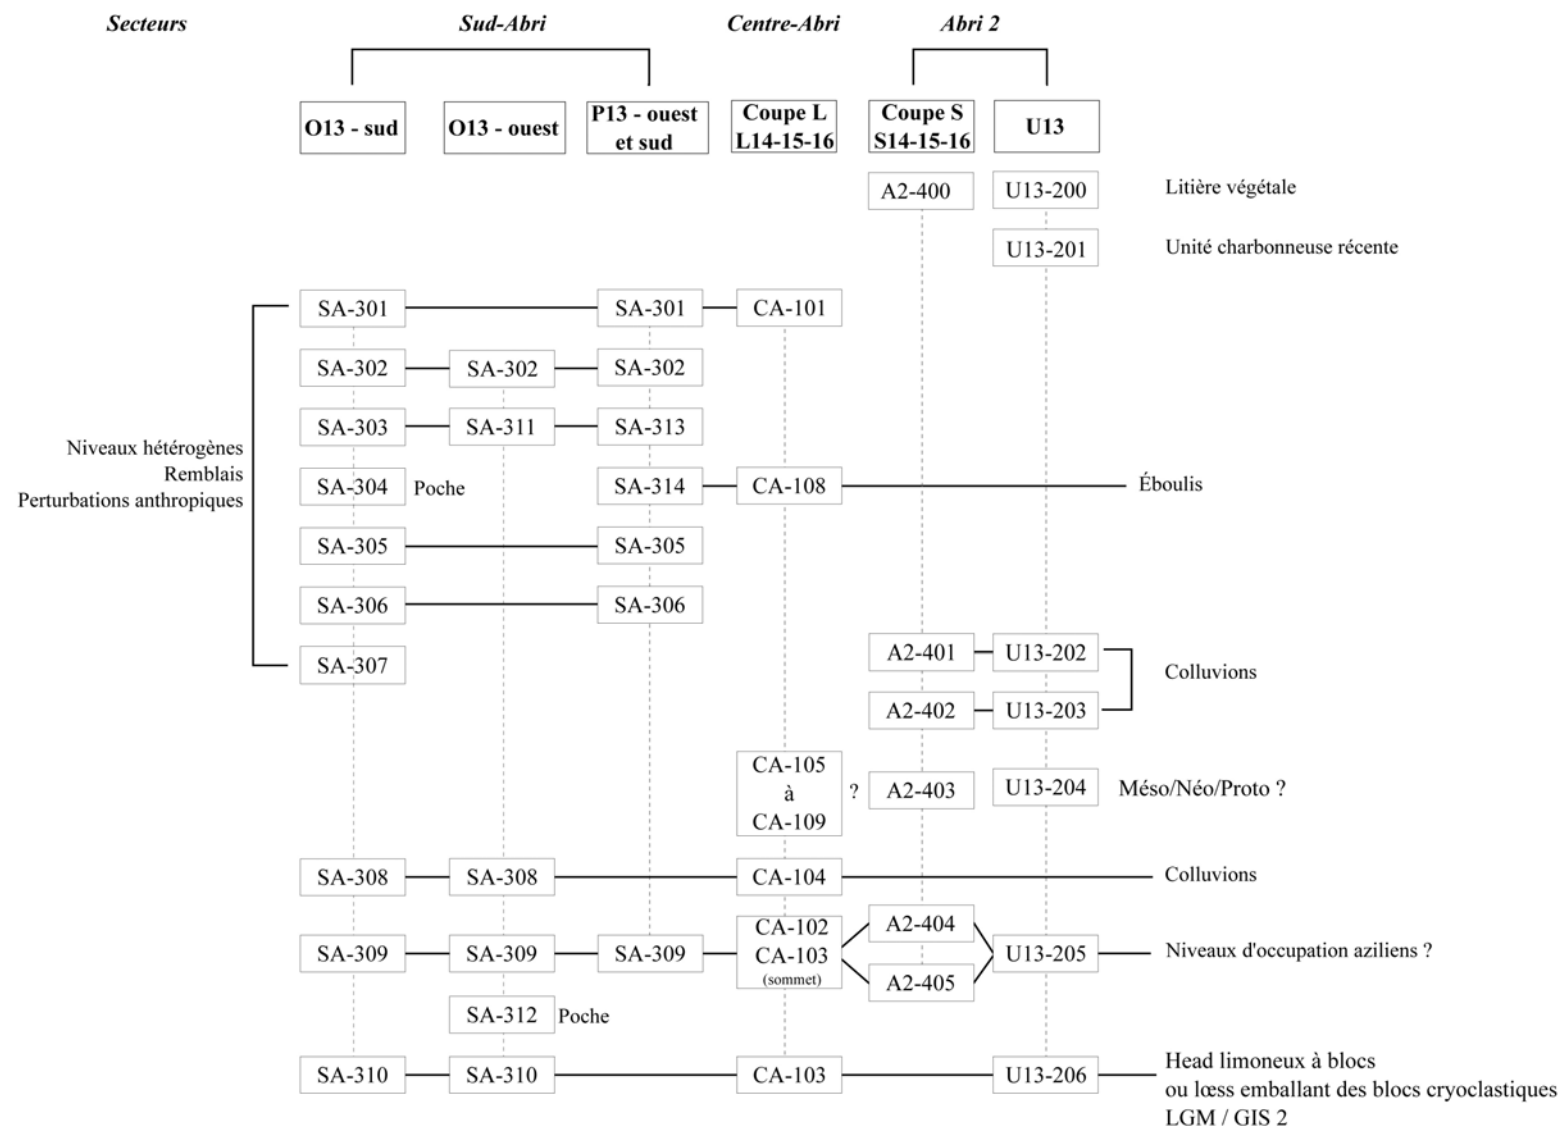 Secteurs
Sud-Abri
Centre-Abri
Abri 2
O13 - sud
O13 - ouest
P13 - ouest
et sud
Coupe L
L14-15-16
Coupe S
S14-15-16
U13
A2-400
U13-200
Litière végétale
U13-201
Unité charbonneuse récente
SA-301
SA-301
CA-101
SA-302
SA-302
SA-302
SA-303
SA-311
SA-313
Niveaux hétérogènes
Remblais
Perturbations anthropiques
SA-304
Poche
SA-314
CA-108
Éboulis
SA-305
SA-305
SA-306
SA-306
SA-307
A2-401
U13-202
Colluvions
A2-402
U13-203
CA-105
à
CA-109
?
A2-403
U13-204
Méso/Néo/Proto ?
SA-308
SA-308
CA-104
Colluvions
SA-309
SA-309
SA-309
CA-102
CA-103
(sommet)
A2-404
A2-405
U13-205
Niveaux d'occupation aziliens ?
SA-312
Poche
SA-310
SA-310
CA-103
U13-206
Head limoneux à blocs
ou lœss emballant des blocs cryoclastiques
LGM / GIS 2